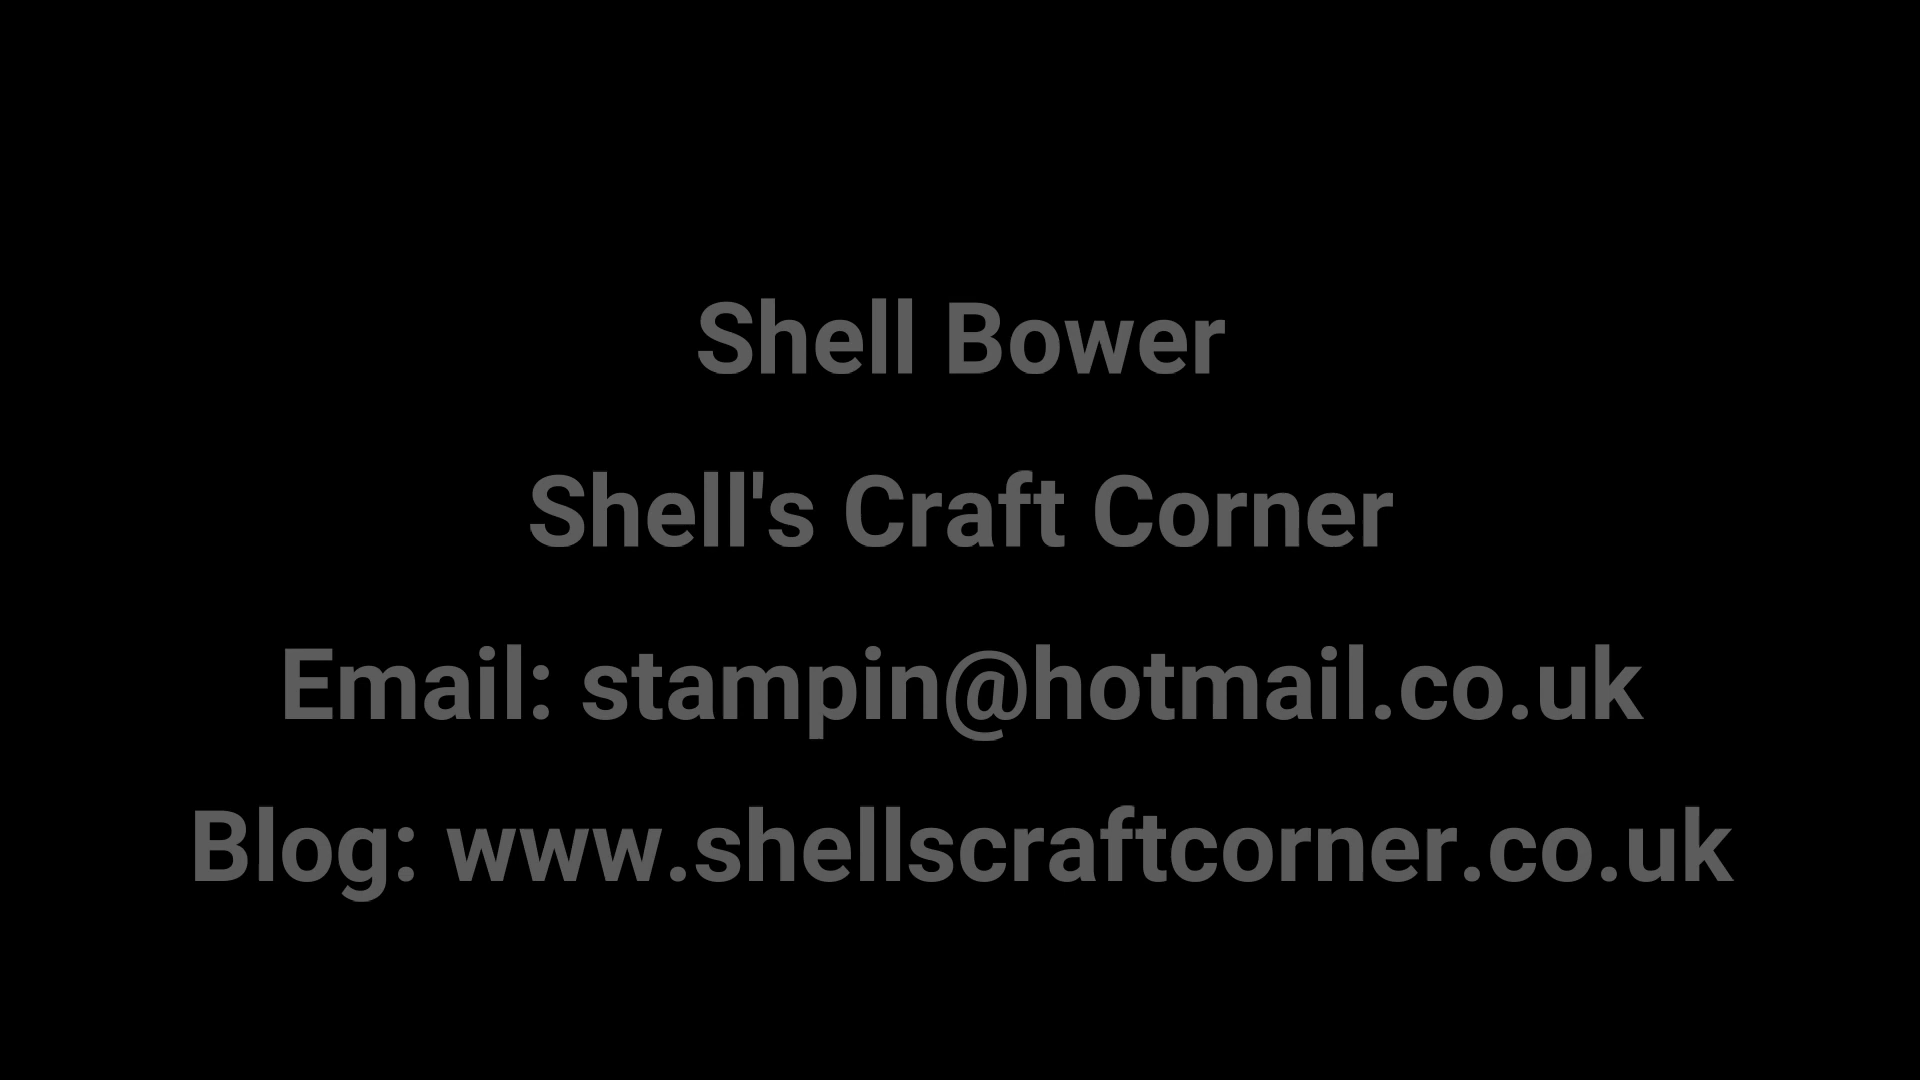 Shell Bower
Shell's Craft Corner
Email: stampin@hotmail.co.uk
Blog: www.shellscraftcorner.co.uk